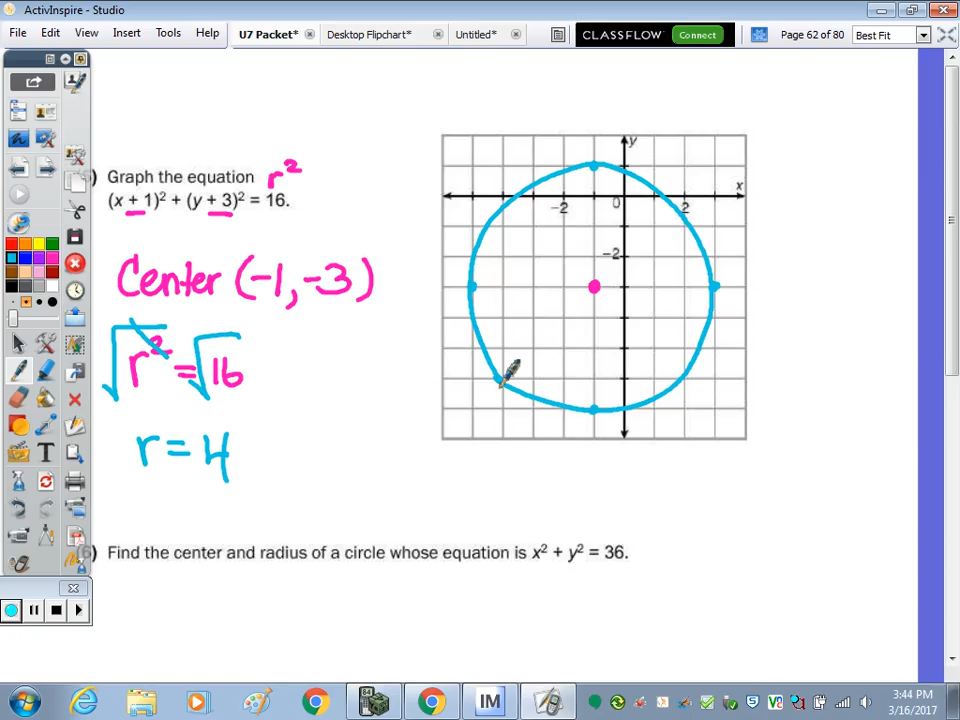 ActivInspire - Studio
File Edit View Insert Tools Help U7 Packet* Desktop Flipchart* Untitled* CLASSFLOW Connect Page 62 of 80 Best Fit
) Graph the equation r²
(x + 1)² + (y + 3)² = 16.
Center (-1, -3)
√r² = √16
r = 4
y
x
−2 0 2
−2
6) Find the center and radius of a circle whose equation is x² + y² = 36.
84 IM
3:44 PM
3/16/2017